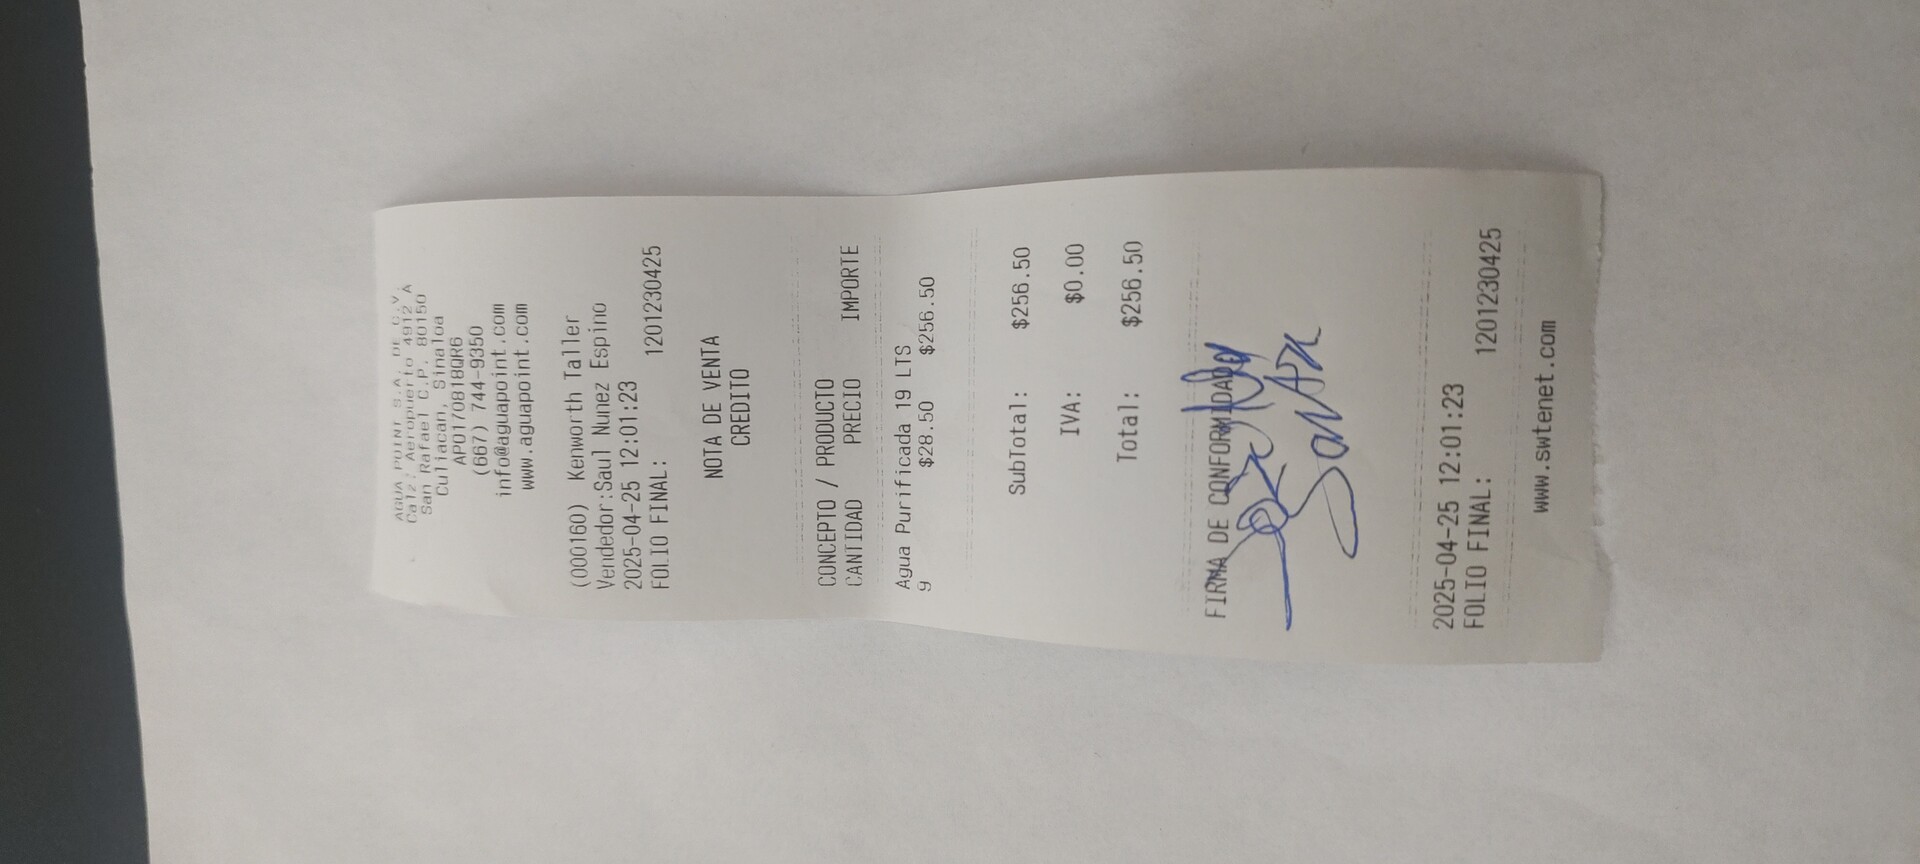 AGUA POINT S.A. DE C.V.
Calz. Aeropuerto 4912 A
San Rafael C.P. 80150
Culiacan, Sinaloa
APO170818QR6
(667) 744-9350
info@aguapoint.com
www.aguapoint.com
(000160) Kenworth Taller
Vendedor:Saul Nunez Espino
2025-04-25 12:01:23
FOLIO FINAL: 1201230425
NOTA DE VENTA
CREDITO
CONCEPTO / PRODUCTO
CANTIDAD PRECIO IMPORTE
Agua Purificada 19 LTS
9 $28.50 $256.50
SubTotal: $256.50
IVA: $0.00
Total: $256.50
FIRMA DE CONFORMIDAD
2025-04-25 12:01:23
FOLIO FINAL: 1201230425
www.swtenet.com